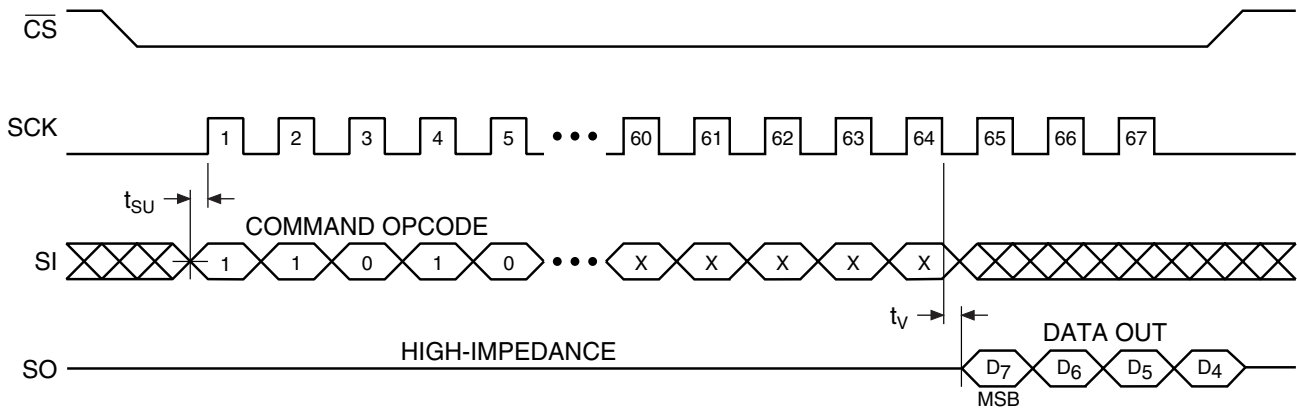 C̅S̅
SCK 1 2 3 4 5 ••• 60 61 62 63 64 65 66 67
tSU
COMMAND OPCODE
SI 1 1 0 1 0 ••• X X X X X
tV
DATA OUT
HIGH-IMPEDANCE
SO D7 D6 D5 D4
MSB